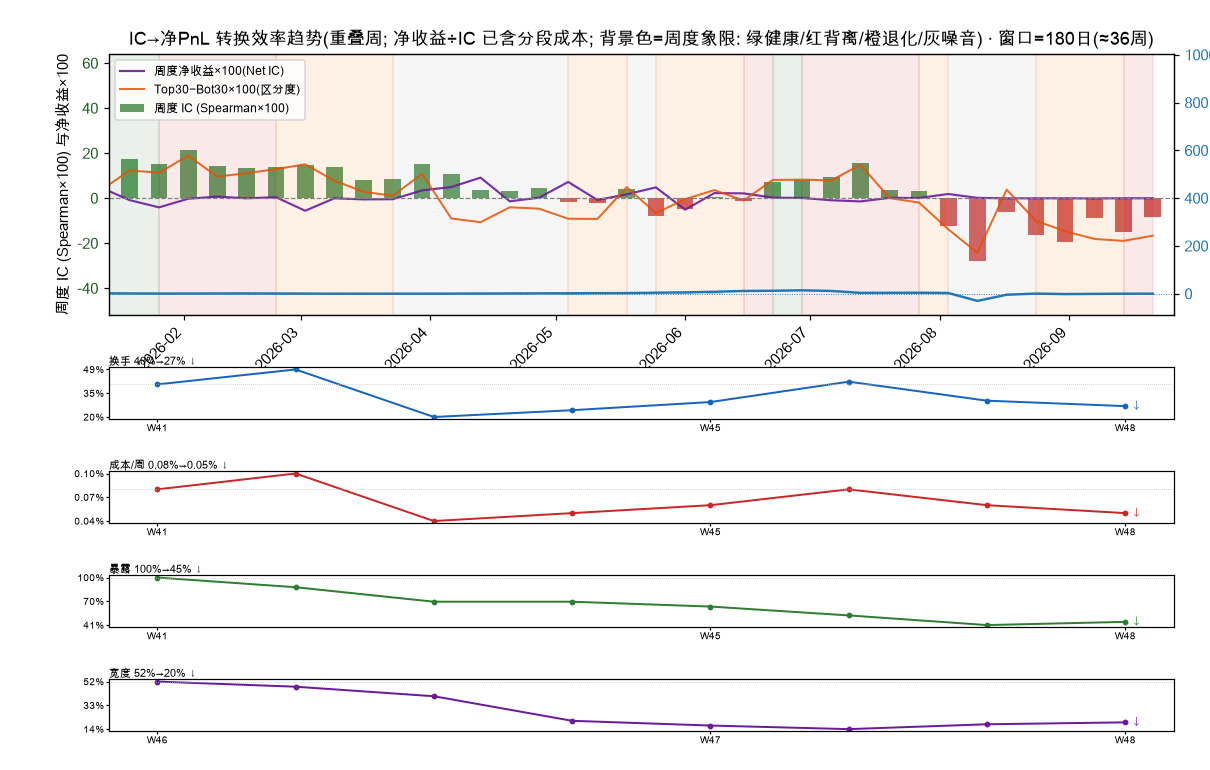 IC→净PnL 转换效率趋势(重叠周; 净收益÷IC 已含分段成本; 背景色=周度象限: 绿健康/红背离/橙退化/灰噪音) · 窗口=180日(≈36周)
周度 IC (Spearman×100) 与净收益×100
60
40
20
0
-20
-40
周度净收益×100(Net IC)
Top30−Bot30×100(区分度)
周度 IC (Spearman×100)
1000
800
600
400
200
0
2026-02
2026-03
2026-04
2026-05
2026-06
2026-07
2026-08
2026-09
换手 40%→27% ↓
49%
35%
20%
↓
W41
W45
W48
成本/周 0.08%→0.05% ↓
0.10%
0.07%
0.04%
↓
W41
W45
W48
暴露 100%→45% ↓
100%
70%
41%
↓
W41
W45
W48
宽度 52%→20% ↓
52%
33%
14%
↓
W46
W47
W48